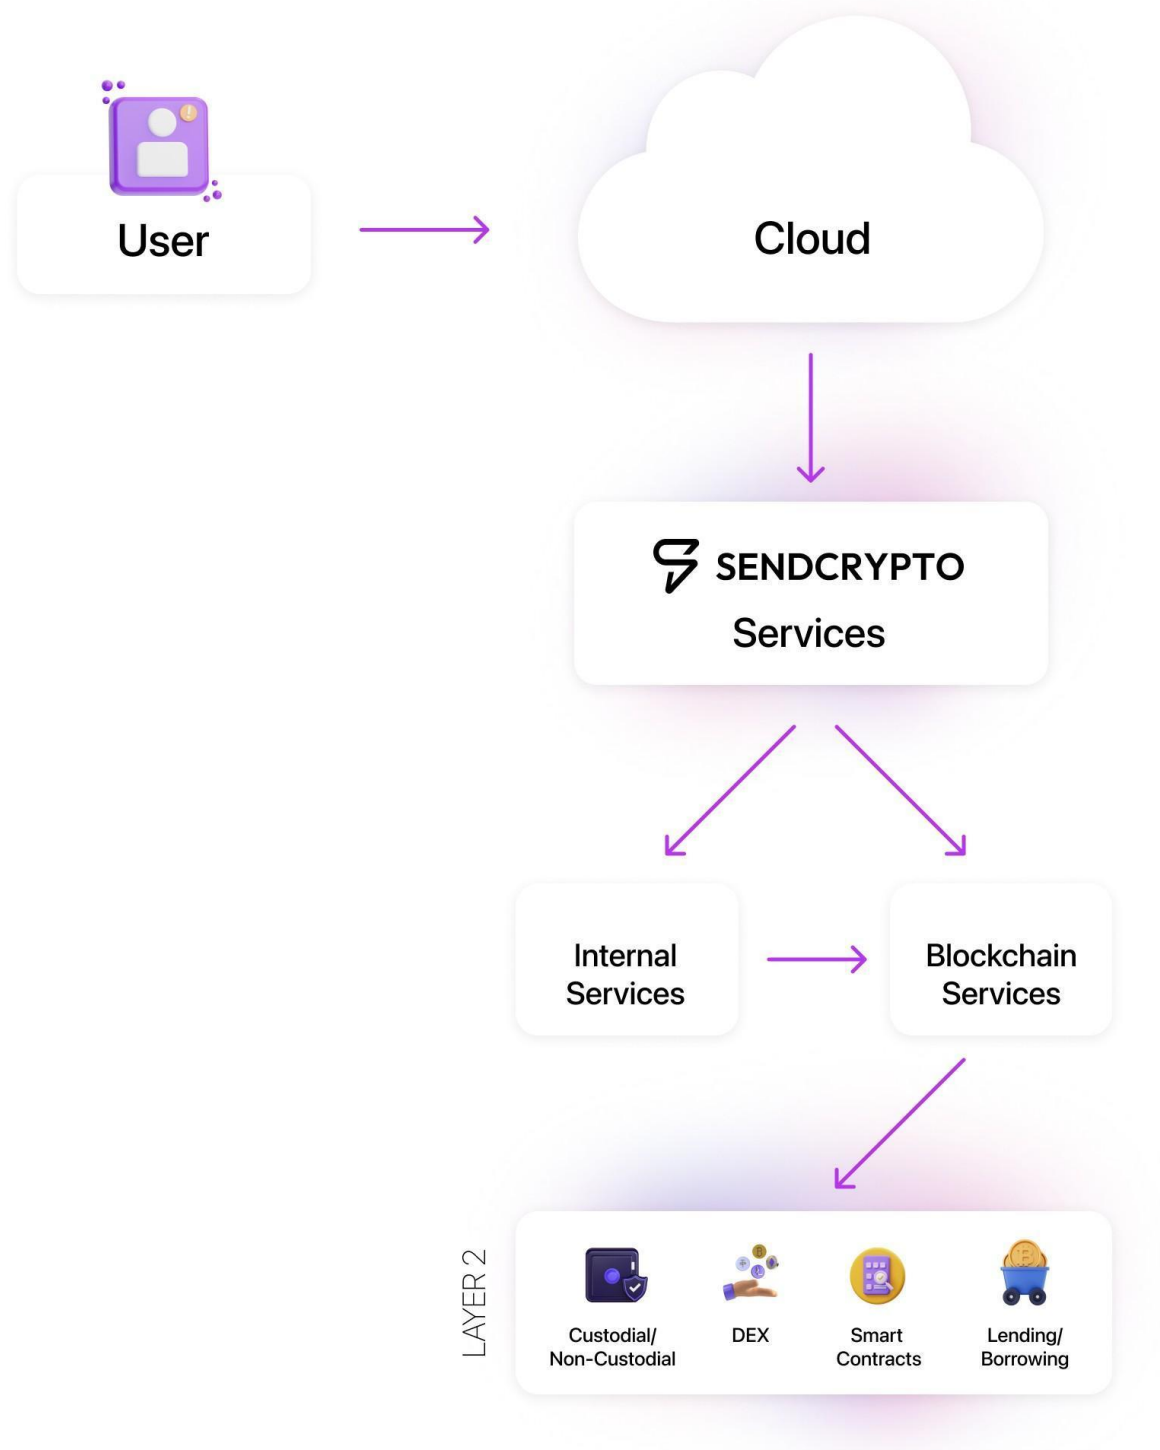 User
Cloud
SENDCRYPTO
Services
Internal
Services
Blockchain
Services
LAYER 2
Custodial/
Non-Custodial
DEX
Smart
Contracts
Lending/
Borrowing